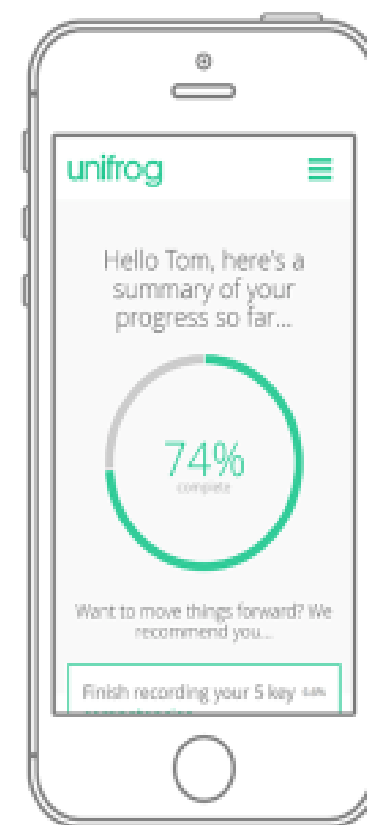 unifrog
Hello Tom, here's a
summary of your
progress so far...
74%
complete
Want to move things forward? We
recommend you...
Finish recording your 5 key